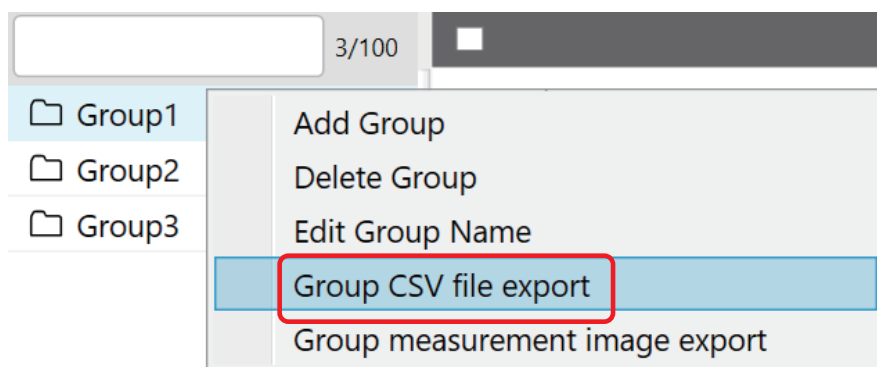 3/100
Group1
Group2
Group3
Add Group
Delete Group
Edit Group Name
Group CSV file export
Group measurement image export